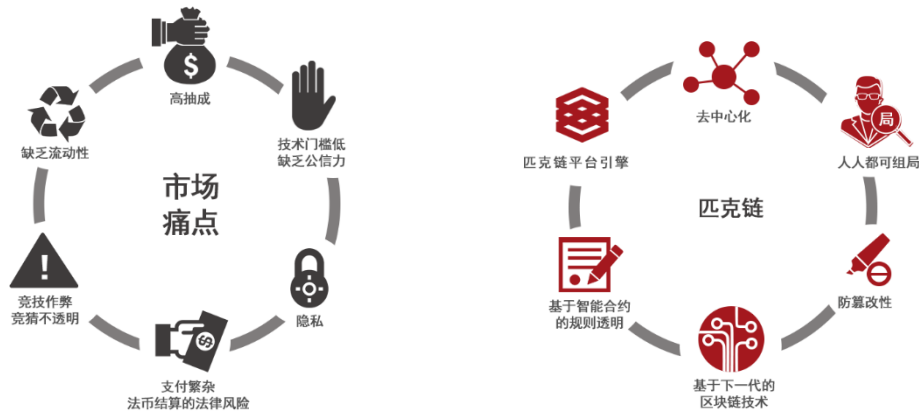 $
高抽成
缺乏流动性
技术门槛低
缺乏公信力
市场
痛点
!
竞技作弊
竞猜不透明
隐私
$
支付繁杂
法币结算的法律风险
去中心化
匹克链平台引擎
局
人人都可组局
匹克链
基于智能合约
的规则透明
防篡改性
基于下一代的
区块链技术